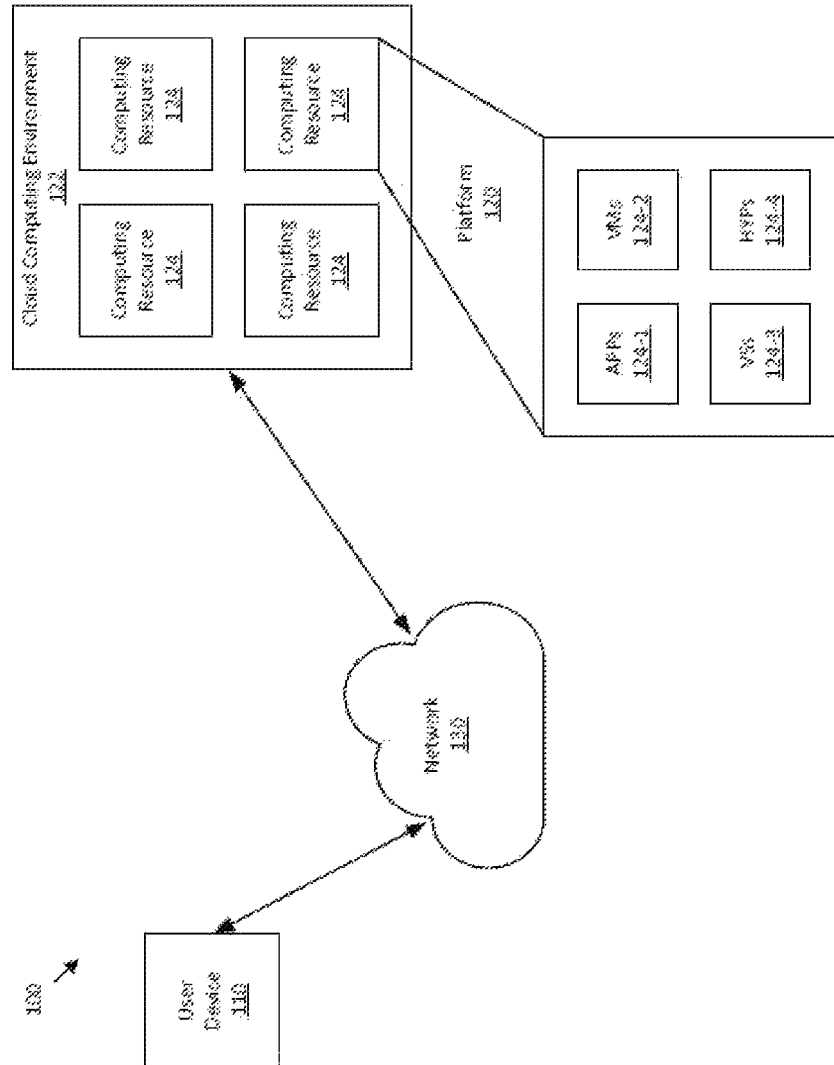 100
User
Device
110
Network
130
Cloud Computing Environment
122
Computing
Resource
124
Computing
Resource
124
Computing
Resource
124
Computing
Resource
124
Platform
120
APPs
124-1
VMs
124-2
VSs
124-3
HYPs
124-4